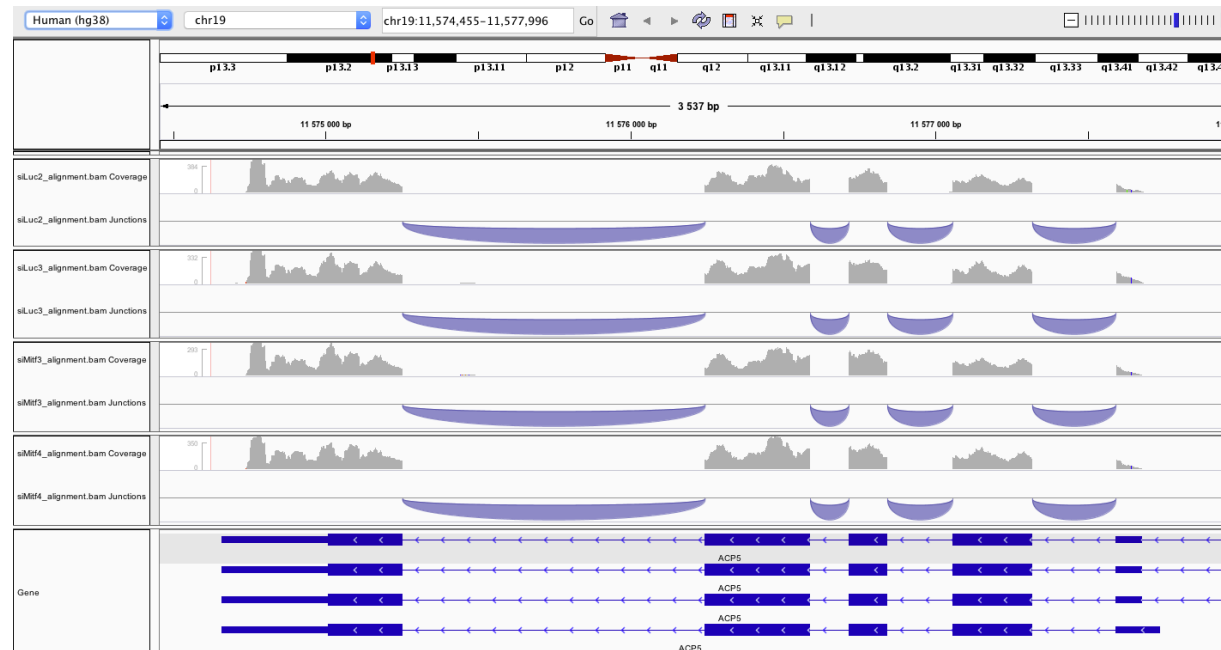 Human (hg38) chr19 chr19:11,574,455-11,577,996 Go
p13.3 p13.2 p13.13 p13.11 p12 p11 q11 q12 q13.11 q13.12 q13.2 q13.31 q13.32 q13.33 q13.41 q13.42 q13.4
3 537 bp
11 575 000 bp 11 576 000 bp 11 577 000 bp
siLuc2_alignment.bam Coverage
384
0
siLuc2_alignment.bam Junctions
siLuc3_alignment.bam Coverage
332
0
siLuc3_alignment.bam Junctions
siMitf3_alignment.bam Coverage
293
0
siMitf3_alignment.bam Junctions
siMitf4_alignment.bam Coverage
0
siMitf4_alignment.bam Junctions
Gene
ACP5
ACP5
ACP5
ACP5